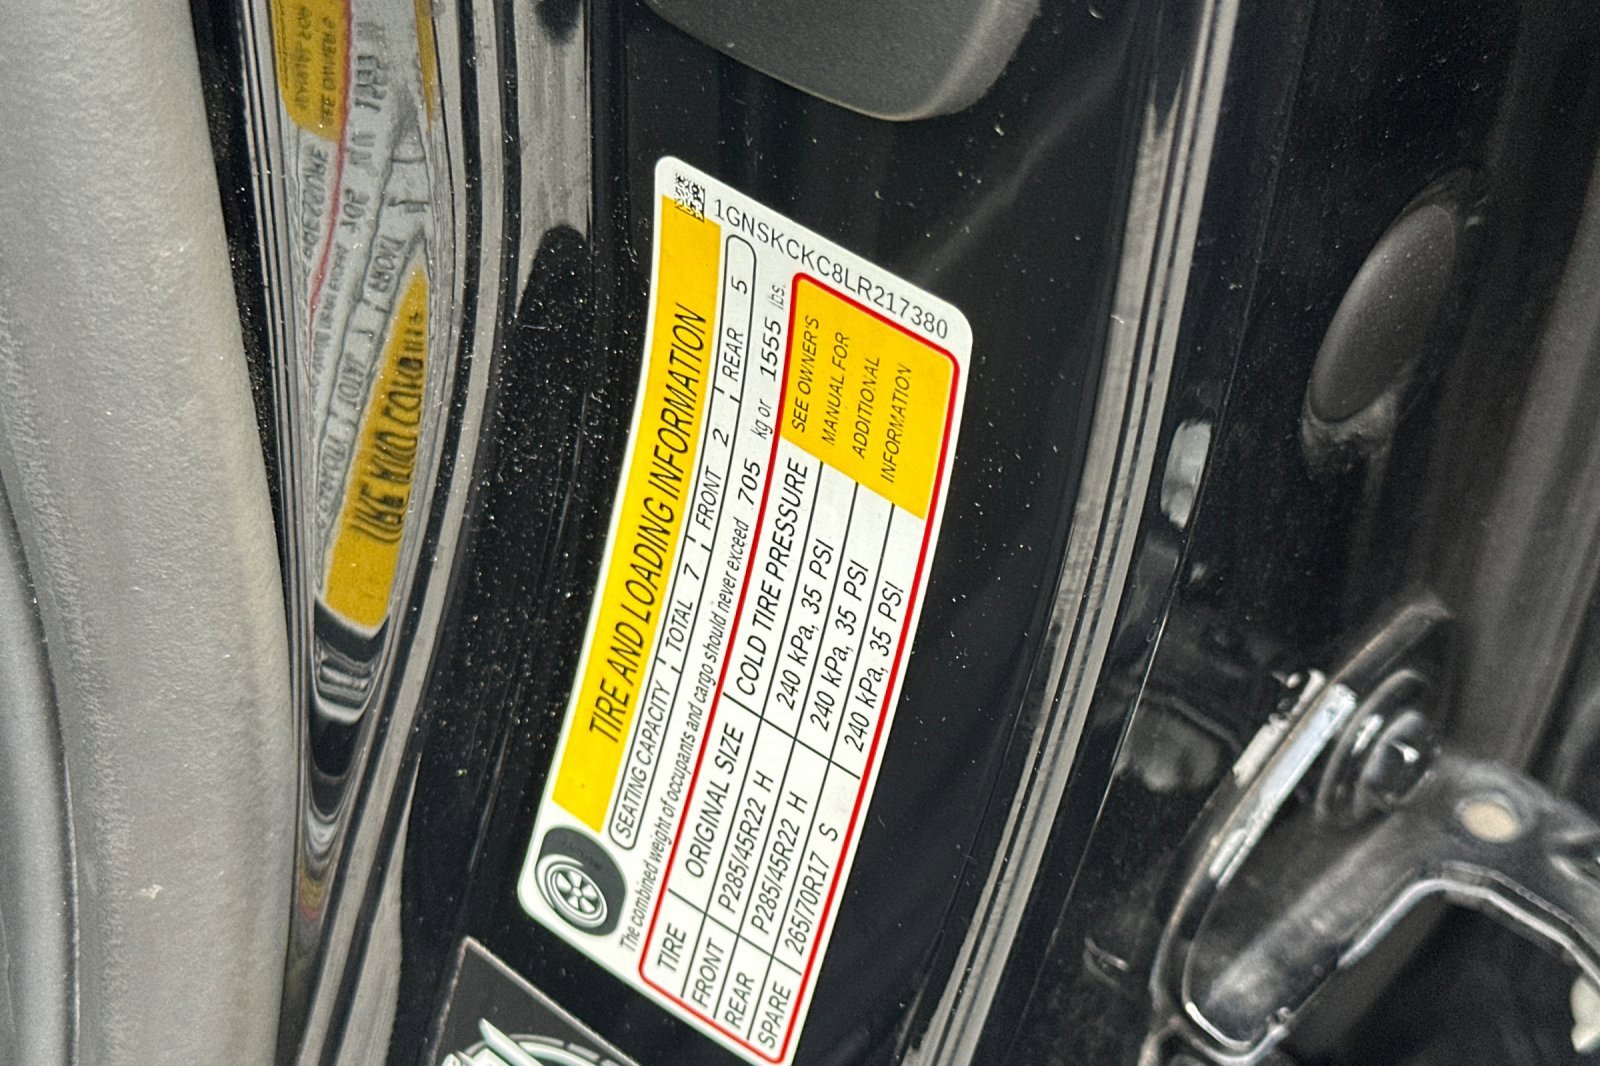 1GNSKCKC8LR217380
TIRE AND LOADING INFORMATION
SEATING CAPACITY TOTAL 7 FRONT 2 REAR 5
The combined weight of occupants and cargo should never exceed 705 kg or 1555 lbs.
TIRE ORIGINAL SIZE COLD TIRE PRESSURE
FRONT P285/45R22 H 240 kPa, 35 PSI
REAR P285/45R22 H 240 kPa, 35 PSI
SPARE 265/70R17 S 240 kPa, 35 PSI
SEE OWNER'S
MANUAL FOR
ADDITIONAL
INFORMATION